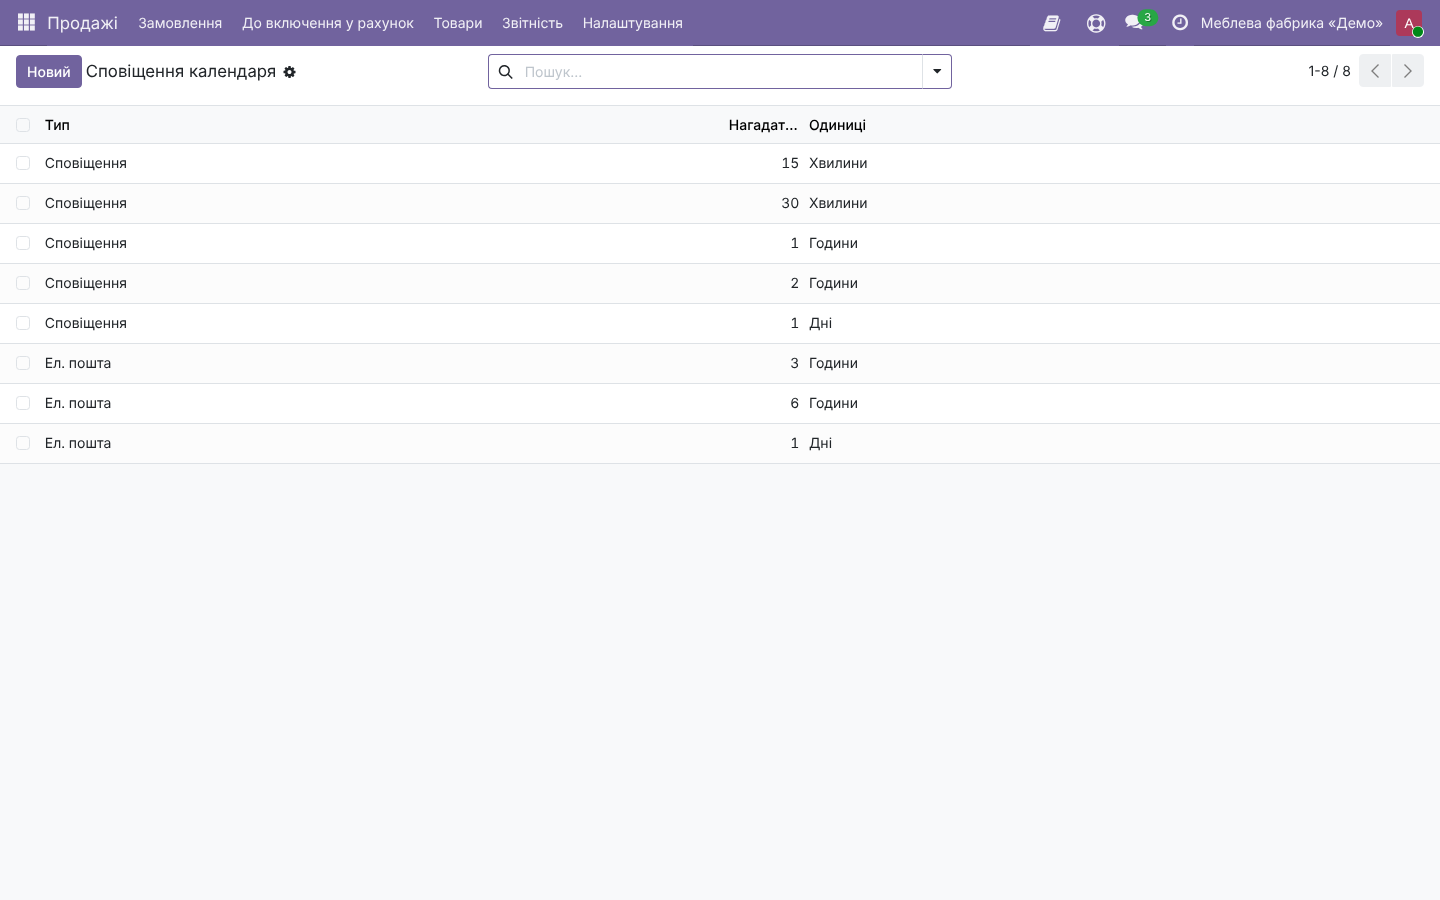 Продажі Замовлення До включення у рахунок Товари Звітність Налаштування 3 Меблева фабрика «Демо» A
Новий Сповіщення календаря Пошук... 1-8 / 8
Тип Нагадат... Одиниці
Сповіщення 15 Хвилини
Сповіщення 30 Хвилини
Сповіщення 1 Години
Сповіщення 2 Години
Сповіщення 1 Дні
Ел. пошта 3 Години
Ел. пошта 6 Години
Ел. пошта 1 Дні